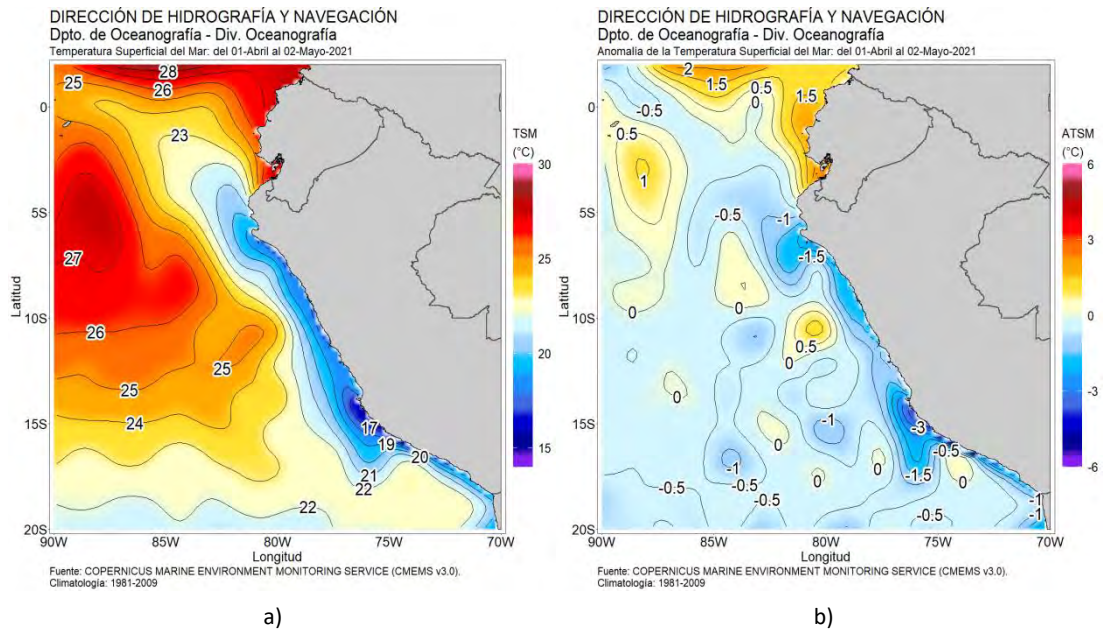 DIRECCIÓN DE HIDROGRAFÍA Y NAVEGACIÓN
Dpto. de Oceanografía - Div. Oceanografía
Temperatura Superficial del Mar: del 01-Abril al 02-Mayo-2021
25
28
26
23
27
26
25
25
24
17
19
20
21
22
22
0
5S
10S
15S
20S
Latitud
90W
85W
80W
75W
70W
Longitud
TSM
(°C)
30
25
20
15
Fuente: COPERNICUS MARINE ENVIRONMENT MONITORING SERVICE (CMEMS v3.0).
Climatología: 1981-2009
a)
DIRECCIÓN DE HIDROGRAFÍA Y NAVEGACIÓN
Dpto. de Oceanografía - Div. Oceanografía
Anomalia de la Temperatura Superficial del Mar: del 01-Abril al 02-Mayo-2021
2
1.5
0.5
0
1.5
-0.5
0.5
1
-0.5
-1
-1.5
0
0
0.5
0
0
-1
-3
-0.5
0
-1
-1.5
0
0
-0.5
-0.5
-0.5
-1
-1
0
5S
10S
15S
20S
Latitud
90W
85W
80W
75W
70W
Longitud
ATSM
(°C)
6
3
0
-3
-6
Fuente: COPERNICUS MARINE ENVIRONMENT MONITORING SERVICE (CMEMS v3.0).
Climatología: 1981-2009
b)